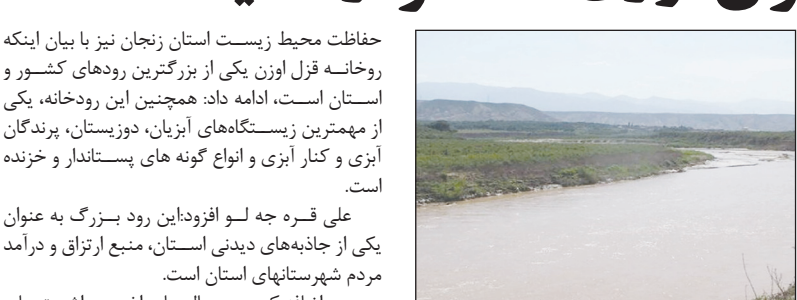 حفاظت محیط زیست استان زنجان نیز با بیان اینکه
روخانه قزل اوزن یکی از بزرگترین رودهای کشور و
استان است، ادامه داد: همچنین این رودخانه، یکی
از مهمترین زیستگاه‌های آبزیان، دوزیستان، پرندگان
آبزی و کنار آبزی و انواع گونه های پستاندار و خزنده
است.
علی قره جه لو افزود:این رود بزرگ به عنوان
یکی از جاذبه‌های دیدنی استان، منبع ارتزاق و درآمد
مردم شهرستانهای استان است.